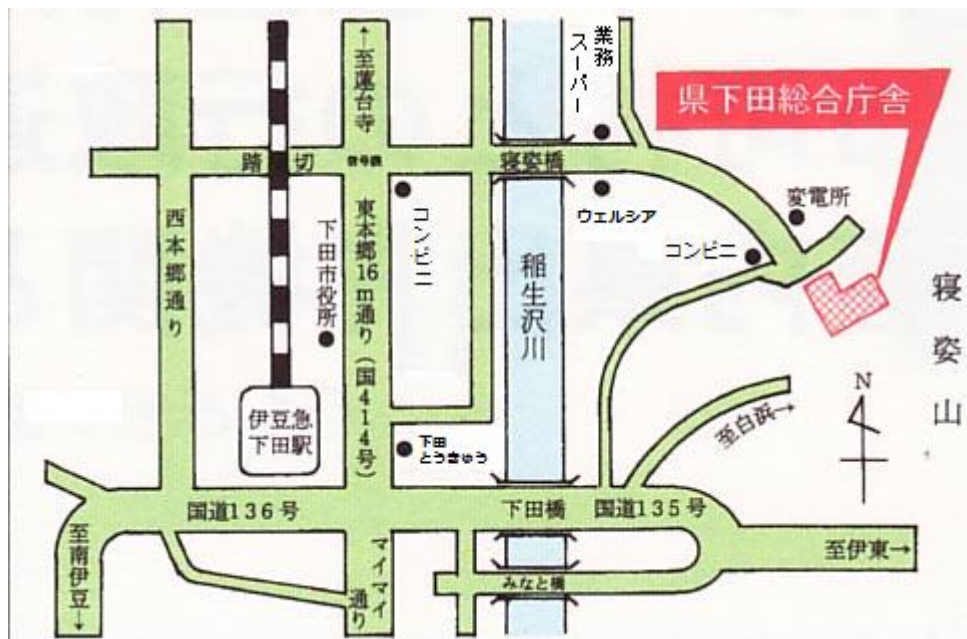 業務
スーパー
県下田総合庁舎
←至蓮台寺
踏切
信号機
寝姿橋
変電所
ウェルシア
コンビニ
コンビニ
西本郷通り
下田市役所
東本郷16m通り(国414号)
稲生沢川
寝姿山
N
伊豆急
下田駅
下田
とうきゅう
至白浜→
国道136号
下田橋
国道135号
至南伊豆→
マイマイ
通り
みなと橋
至伊東→